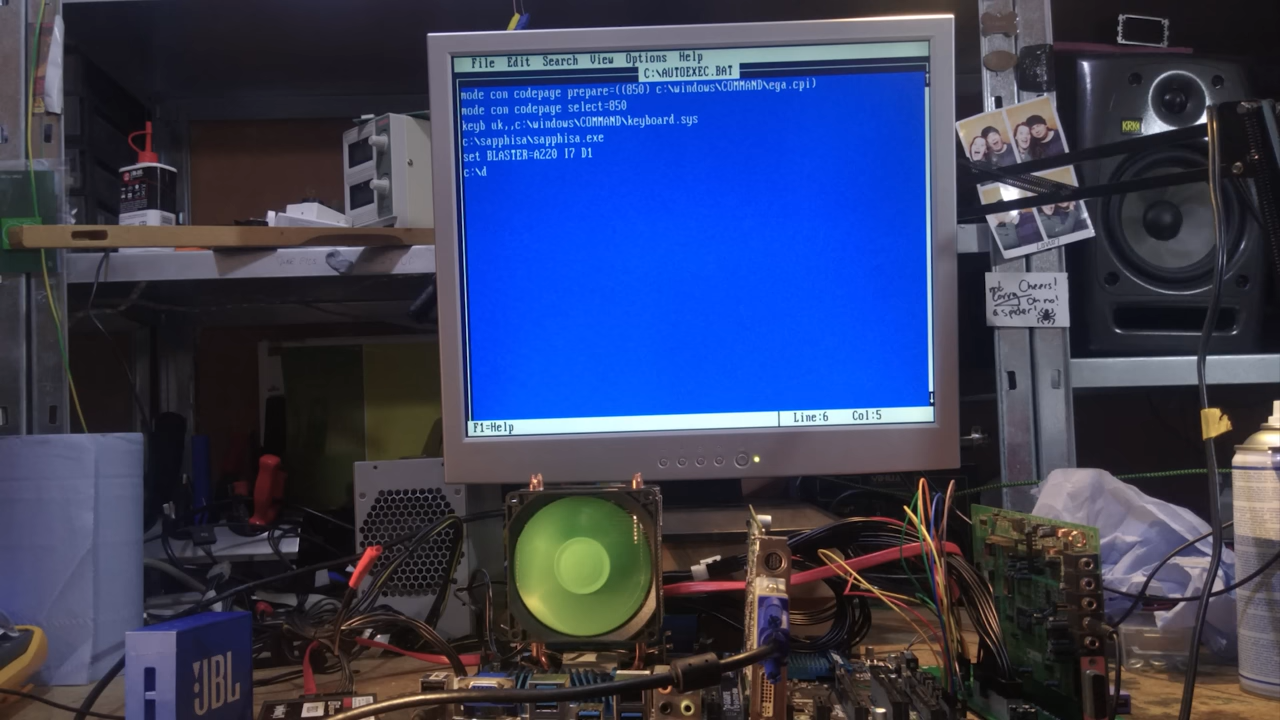 File Edit Search View Options Help
C:\AUTOEXEC.BAT
mode con codepage prepare=((850) c:\windows\COMMAND\ega.cpi)
mode con codepage select=850
keyb uk,,c:\windows\COMMAND\keyboard.sys
c:\sapphisa\sapphisa.exe
set BLASTER=A220 I7 D1
c:\d
F1=Help
Line:6 Col:5
KRK
not Cheers!
Oh no!
a spider!
JBL